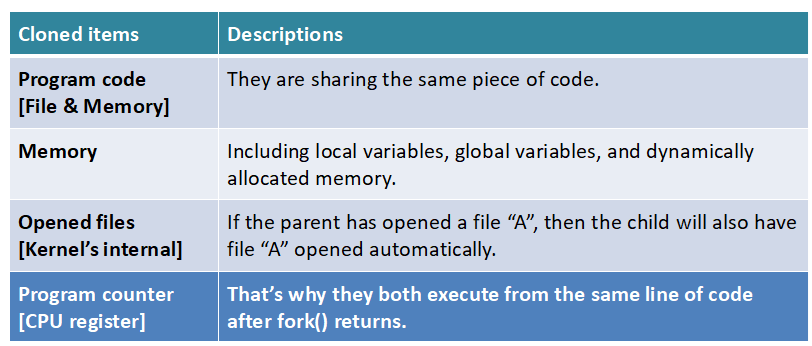 Cloned items Descriptions
Program code They are sharing the same piece of code.
[File & Memory]
Memory Including local variables, global variables, and dynamically
allocated memory.
Opened files If the parent has opened a file “A”, then the child will also have
[Kernel’s internal] file “A” opened automatically.
Program counter That’s why they both execute from the same line of code
[CPU register] after fork() returns.